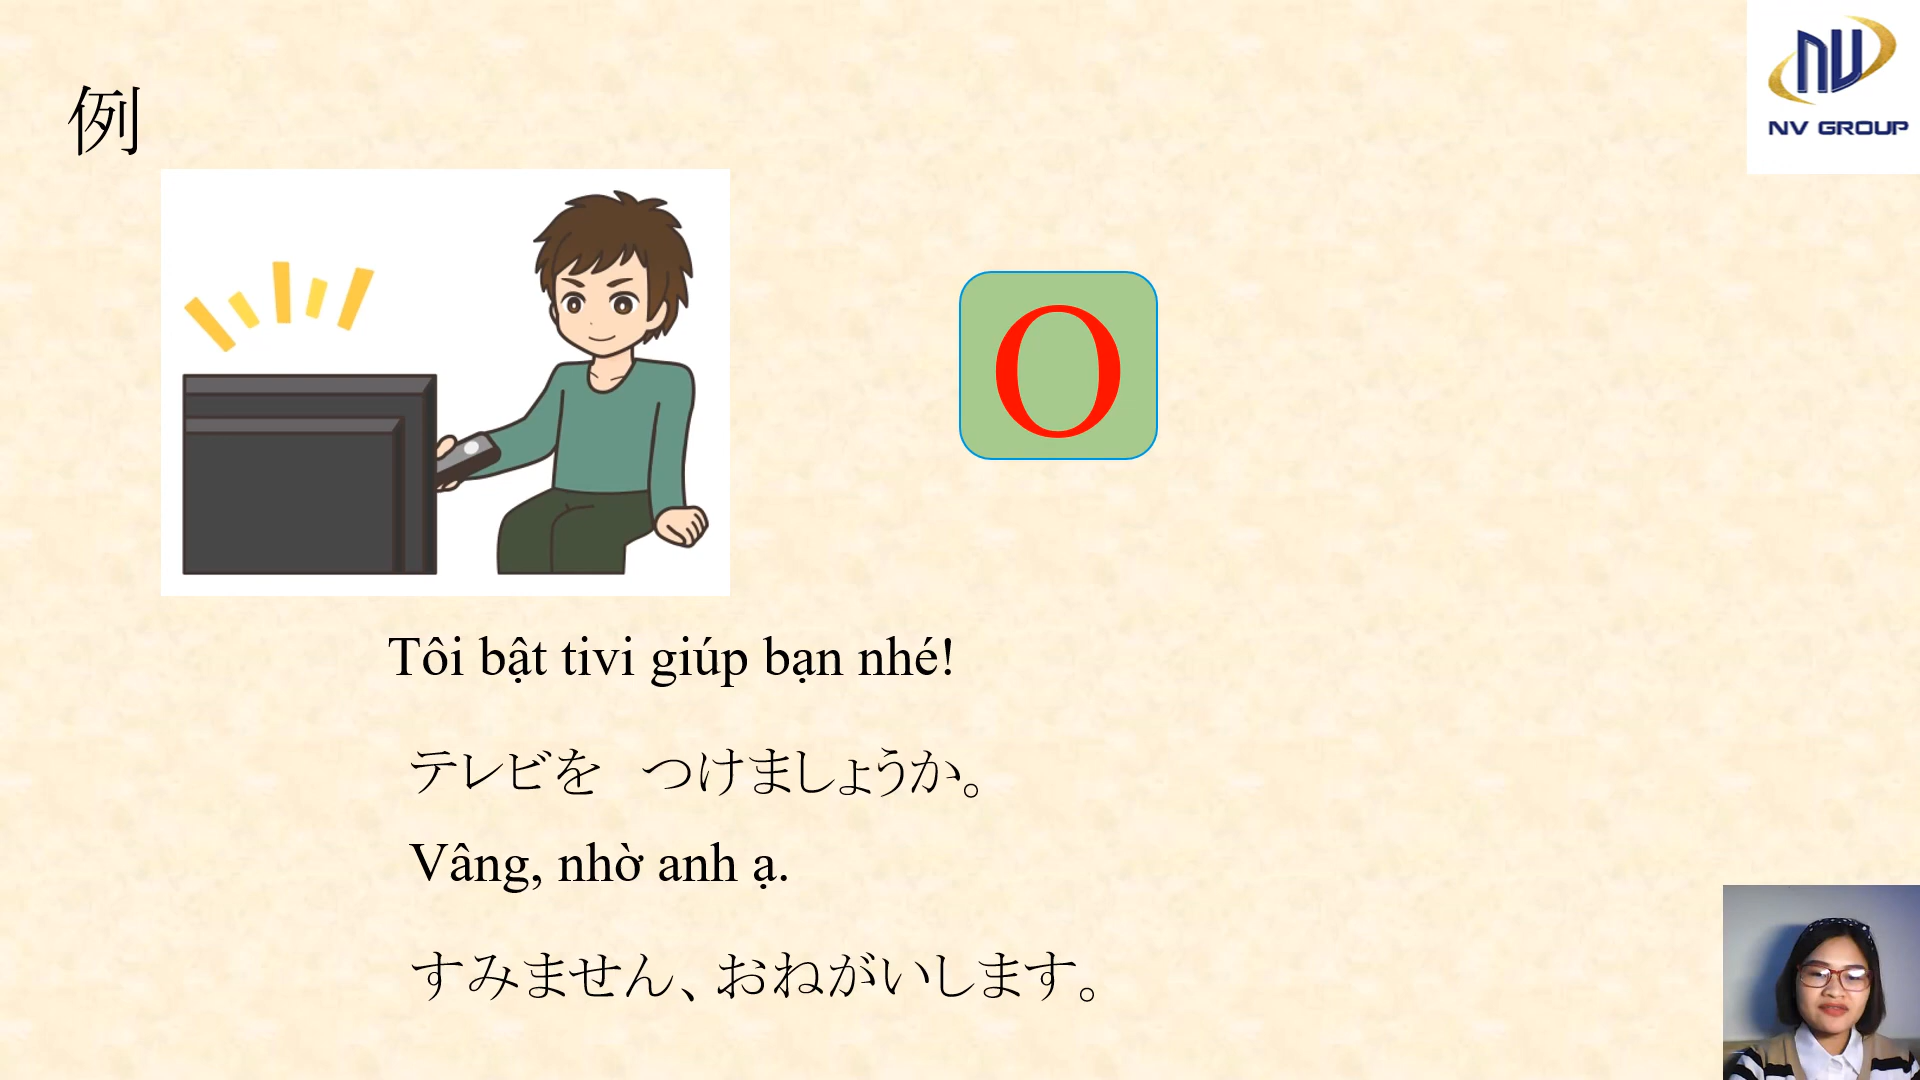 例
NV
NV GROUP
O
Tôi bật tivi giúp bạn nhé!
テレビを　つけましょうか。
Vâng, nhờ anh ạ.
すみません、おねがいします。